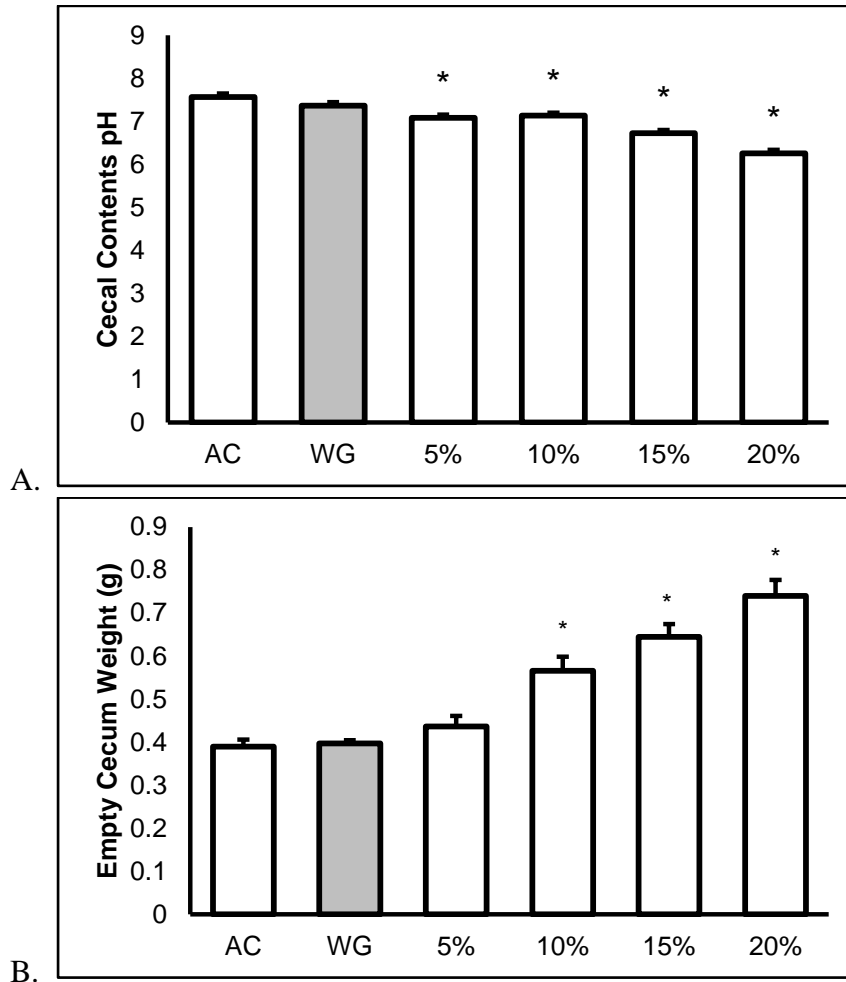 Cecal Contents pH
9
8
7
6
5
4
3
2
1
0
* * * *
AC WG 5% 10% 15% 20%
A.
Empty Cecum Weight (g)
0.9
0.8
0.7
0.6
0.5
0.4
0.3
0.2
0.1
0
* * *
AC WG 5% 10% 15% 20%
B.